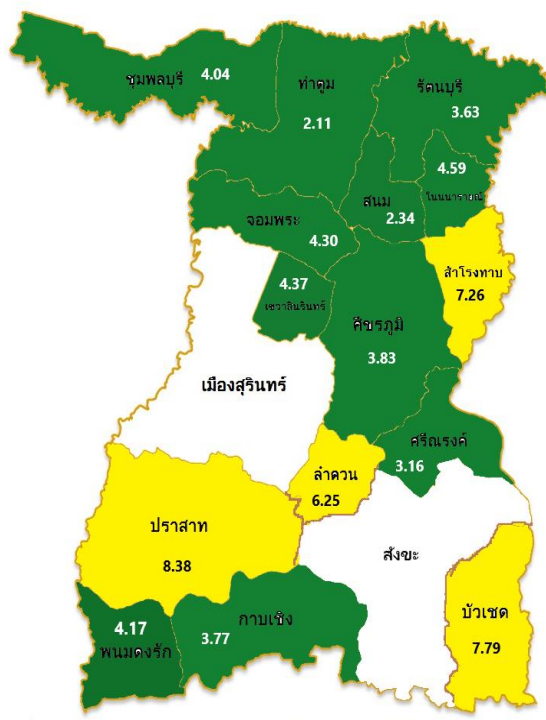 ชุมพลบุรี 4.04
ท่าตูม
2.11
รัตนบุรี
3.63
4.59
โนนนารายณ์
สนม
2.34
จอมพระ
4.30
สำโรงทาบ
7.26
4.37
เขวาสินรินทร์
ศีขรภูมิ
3.83
เมืองสุรินทร์
ศรีณรงค์
3.16
ลำดวน
6.25
ปราสาท
8.38
สังขะ
บัวเชด
7.79
กาบเชิง
3.77
4.17
พนมดงรัก